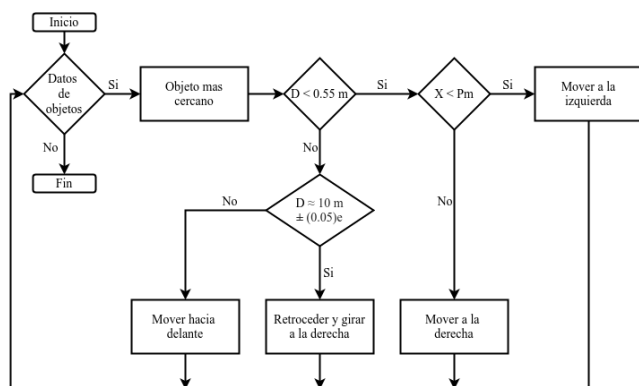 Inicio
Datos
de
objetos
Si
Objeto mas
cercano
D < 0.55 m
Si
X < Pm
Si
Mover a la
izquierda
No
Fin
No
D ≈ 10 m
± (0.05)e
No
No
Si
Mover hacia
delante
Retroceder y girar
a la derecha
Mover a la
derecha